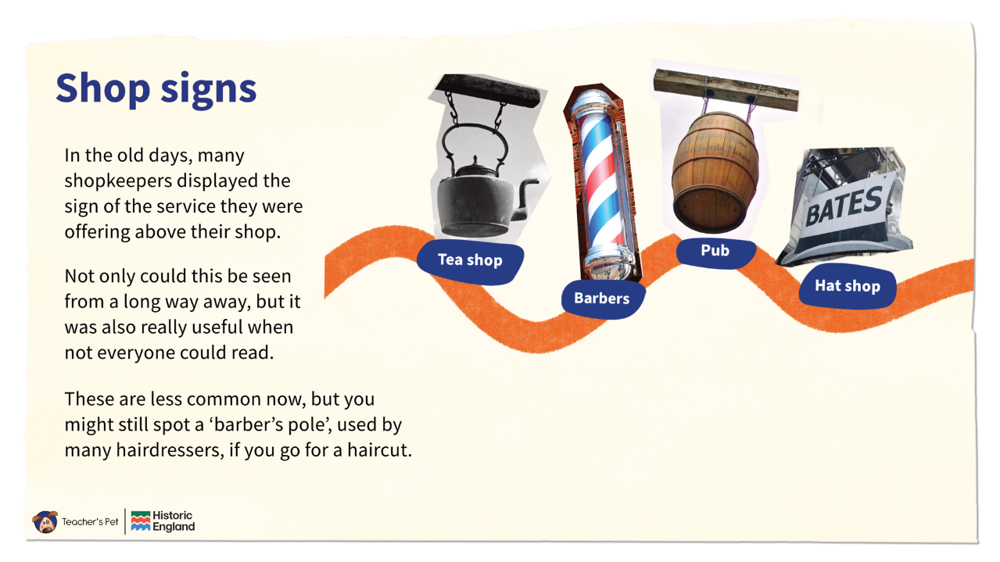 Shop signs
In the old days, many
shopkeepers displayed the
sign of the service they were
offering above their shop.
Not only could this be seen
from a long way away, but it
was also really useful when
not everyone could read.
These are less common now, but you
might still spot a ‘barber’s pole’, used by
many hairdressers, if you go for a haircut.
Tea shop
Barbers
Pub
BATES
Hat shop
Teacher's Pet
Historic
England